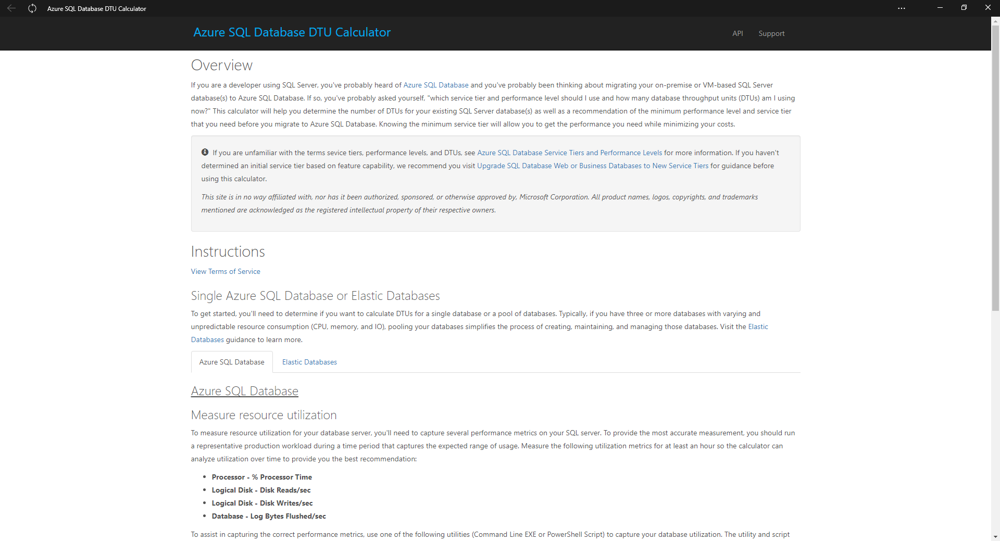 Azure SQL Database DTU Calculator
Azure SQL Database DTU Calculator
API
Support
Overview
If you are a developer using SQL Server, you've probably heard of Azure SQL Database and you've probably been thinking about migrating your on-premise or VM-based SQL Server
database(s) to Azure SQL Database. If so, you've probably asked yourself, "which service tier and performance level should I use and how many database throughput units (DTUs) am I using
now?" This calculator will help you determine the number of DTUs for your existing SQL Server database(s) as well as a recommendation of the minimum performance level and service tier
that you need before you migrate to Azure SQL Database. Knowing the minimum service tier will allow you to get the performance you need while minimizing your costs.
If you are unfamiliar with the terms sevice tiers, performance levels, and DTUs, see Azure SQL Database Service Tiers and Performance Levels for more information. If you haven't
determined an initial service tier based on feature capability, we recommend you visit Upgrade SQL Database Web or Business Databases to New Service Tiers for guidance before
using this calculator.
This site is in no way affiliated with, nor has it been authorized, sponsored, or otherwise approved by, Microsoft Corporation. All product names, logos, copyrights, and trademarks
mentioned are acknowledged as the registered intellectual property of their respective owners.
Instructions
View Terms of Service
Single Azure SQL Database or Elastic Databases
To get started, you'll need to determine if you want to calculate DTUs for a single database or a pool of databases. Typically, if you have three or more databases with varying and
unpredictable resource consumption (CPU, memory, and IO), pooling your databases simplifies the process of creating, maintaining, and managing those databases. Visit the Elastic
Databases guidance to learn more.
Azure SQL Database
Elastic Databases
Azure SQL Database
Measure resource utilization
To measure resource utilization for your database server, you'll need to capture several performance metrics on your SQL server. To provide the most accurate measurement, you should run
a representative production workload during a time period that captures the expected range of usage. Measure the following utilization metrics for at least an hour so the calculator can
analyze utilization over time to provide you the best recommendation:
• Processor - % Processor Time
• Logical Disk - Disk Reads/sec
• Logical Disk - Disk Writes/sec
• Database - Log Bytes Flushed/sec
To assist in capturing the correct performance metrics, use one of the following utilities (Command Line EXE or PowerShell Script) to capture your database utilization. The utility and script